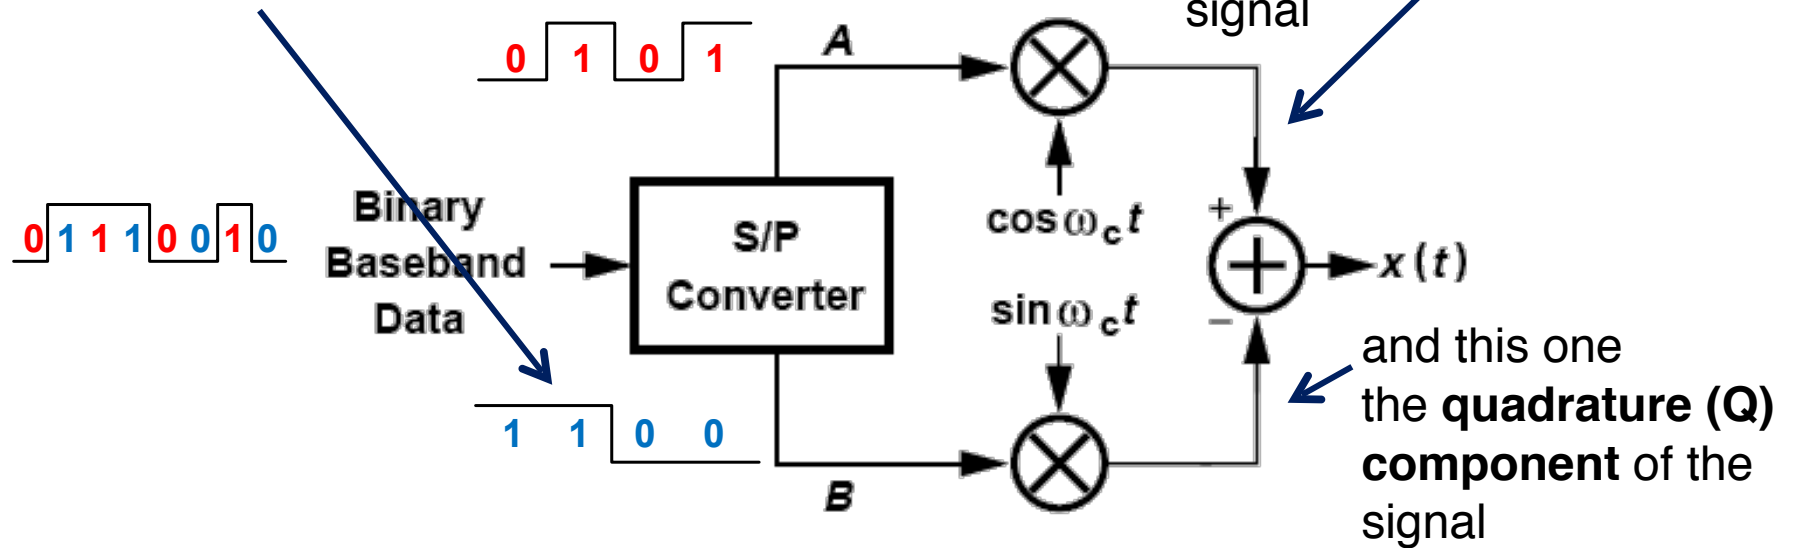 signal
0 1 0 1
A
0 1 1 1 0 0 1 0
Binary
Baseband
Data
S/P
Converter
cos ω c t
sin ω c t
+
−
x (t)
1 1 0 0
B
and this one
the quadrature (Q)
component of the
signal